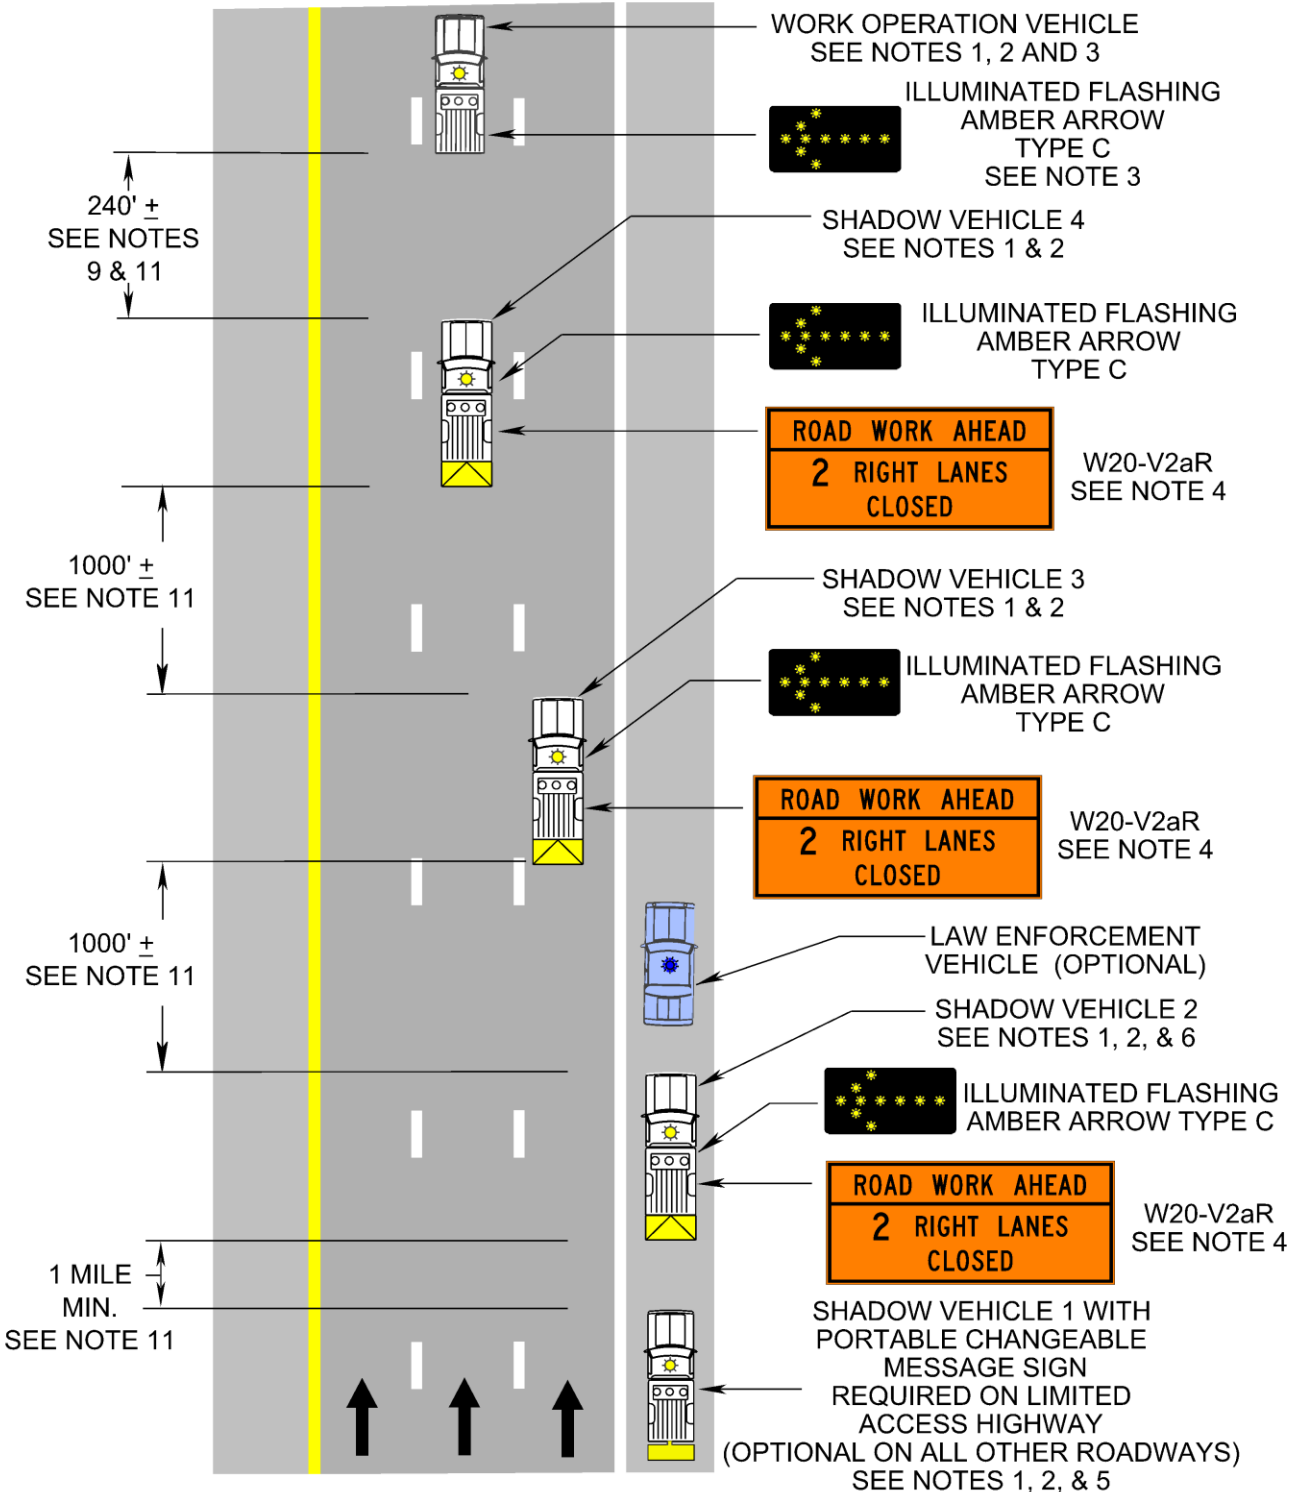 WORK OPERATION VEHICLE
SEE NOTES 1, 2 AND 3
ILLUMINATED FLASHING
AMBER ARROW
TYPE C
SEE NOTE 3
240' ±
SEE NOTES
9 & 11
SHADOW VEHICLE 4
SEE NOTES 1 & 2
ILLUMINATED FLASHING
AMBER ARROW
TYPE C
ROAD WORK AHEAD
2 RIGHT LANES
CLOSED
W20-V2aR
SEE NOTE 4
1000' ±
SEE NOTE 11
SHADOW VEHICLE 3
SEE NOTES 1 & 2
ILLUMINATED FLASHING
AMBER ARROW
TYPE C
ROAD WORK AHEAD
2 RIGHT LANES
CLOSED
W20-V2aR
SEE NOTE 4
1000' ±
SEE NOTE 11
LAW ENFORCEMENT
VEHICLE (OPTIONAL)
SHADOW VEHICLE 2
SEE NOTES 1, 2, & 6
ILLUMINATED FLASHING
AMBER ARROW TYPE C
ROAD WORK AHEAD
2 RIGHT LANES
CLOSED
W20-V2aR
SEE NOTE 4
1 MILE
MIN.
SEE NOTE 11
SHADOW VEHICLE 1 WITH
PORTABLE CHANGEABLE
MESSAGE SIGN
REQUIRED ON LIMITED
ACCESS HIGHWAY
(OPTIONAL ON ALL OTHER ROADWAYS)
SEE NOTES 1, 2, & 5